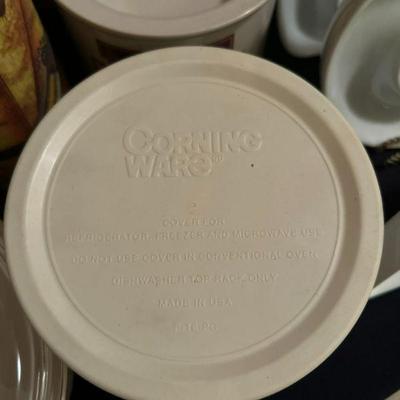 CORNING
WARE®
2
COVER FOR
REFRIGERATOR, FREEZER AND MICROWAVE USE
DO NOT USE COVER IN CONVENTIONAL OVEN
DISHWASHER TOP RACK ONLY
MADE IN USA